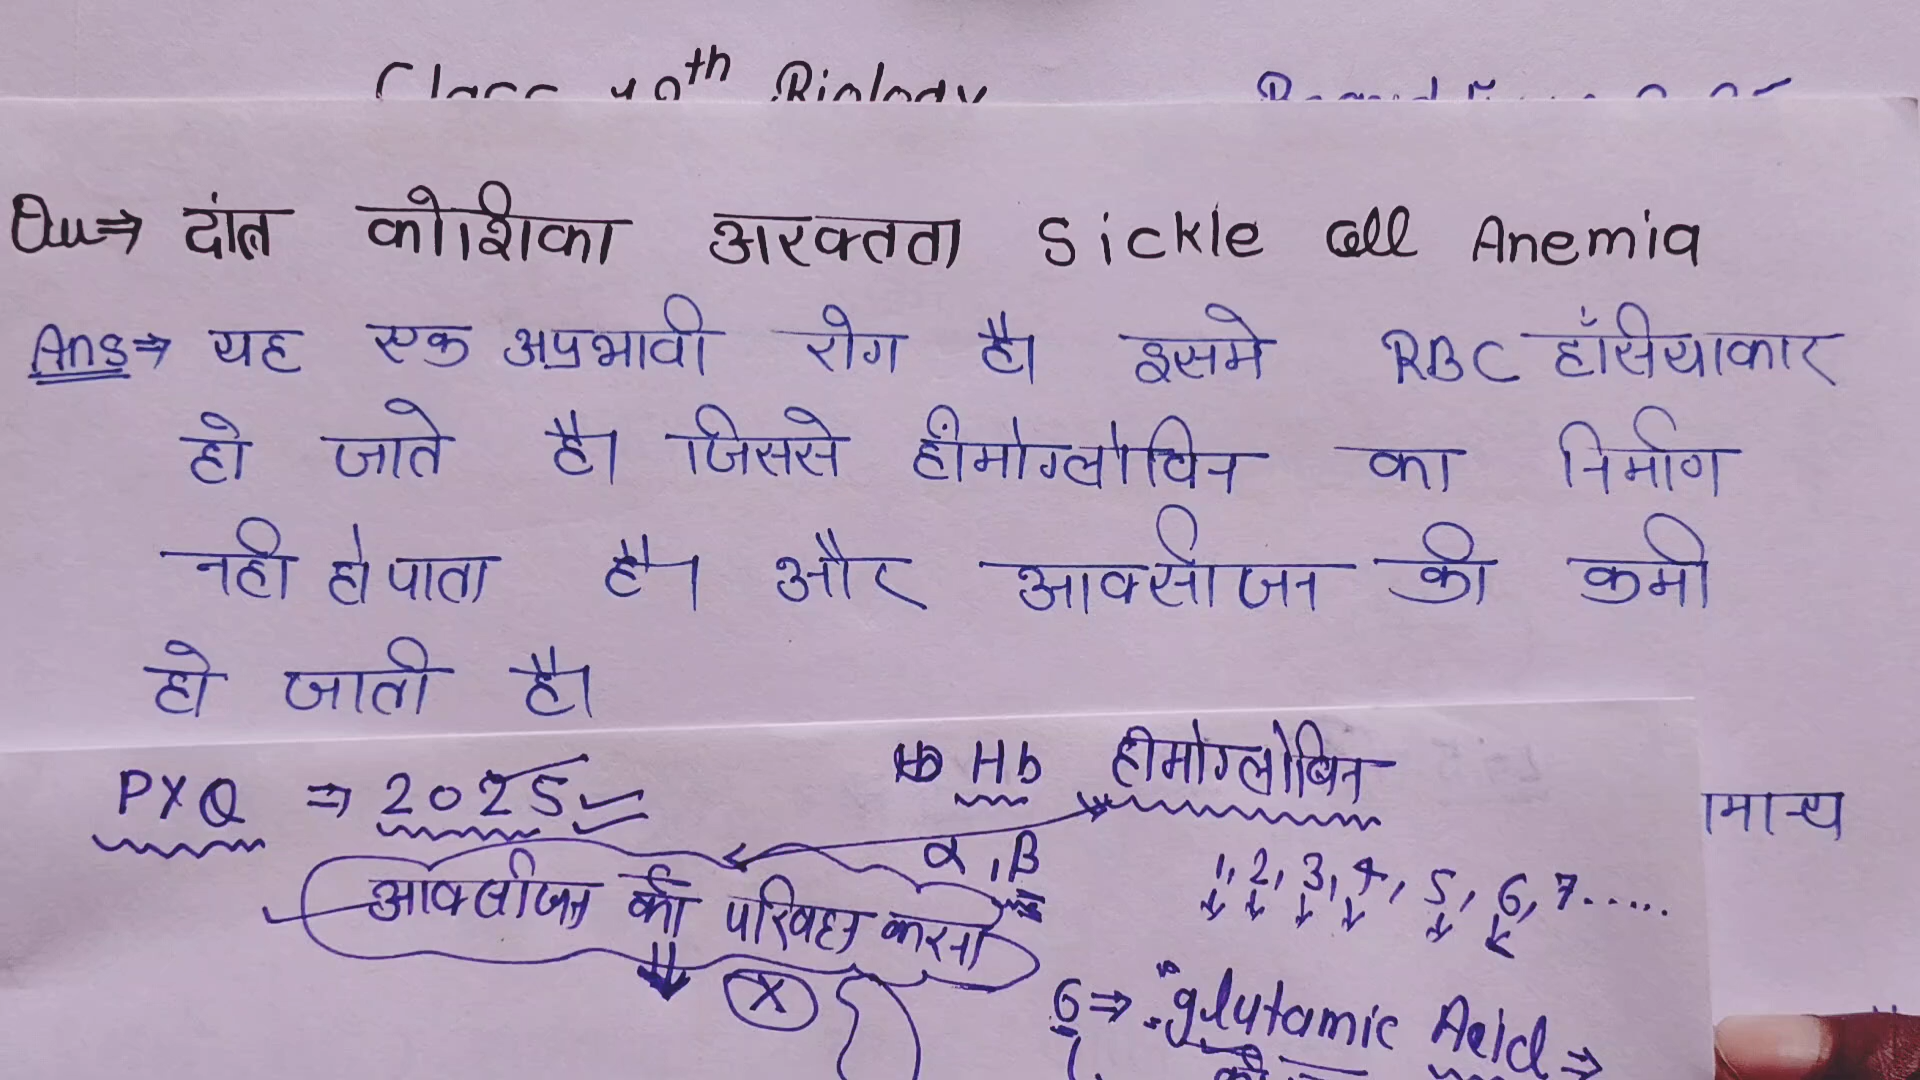 Class 10th Biology
Qu⇒ दांत्र कोशिका अरक्तता Sickle Cell Anemia
Ans⇒ यह एक अप्रभावी रोग है। इसमे RBC हाँसियाकार
हो जाते है। जिससे हीमोग्लोविन का निर्माण
नही हो पाता है। और आक्सीजन की कमी
हो जाती है।
PYQ ⇒ 2025
Hb हीमोग्लोबिन
मान्य
α, β
1, 2, 3, 4, 5, 6, 7.....
आक्सीजन की परिवहन करना
X
6⇒ glutamic Acid ⇒